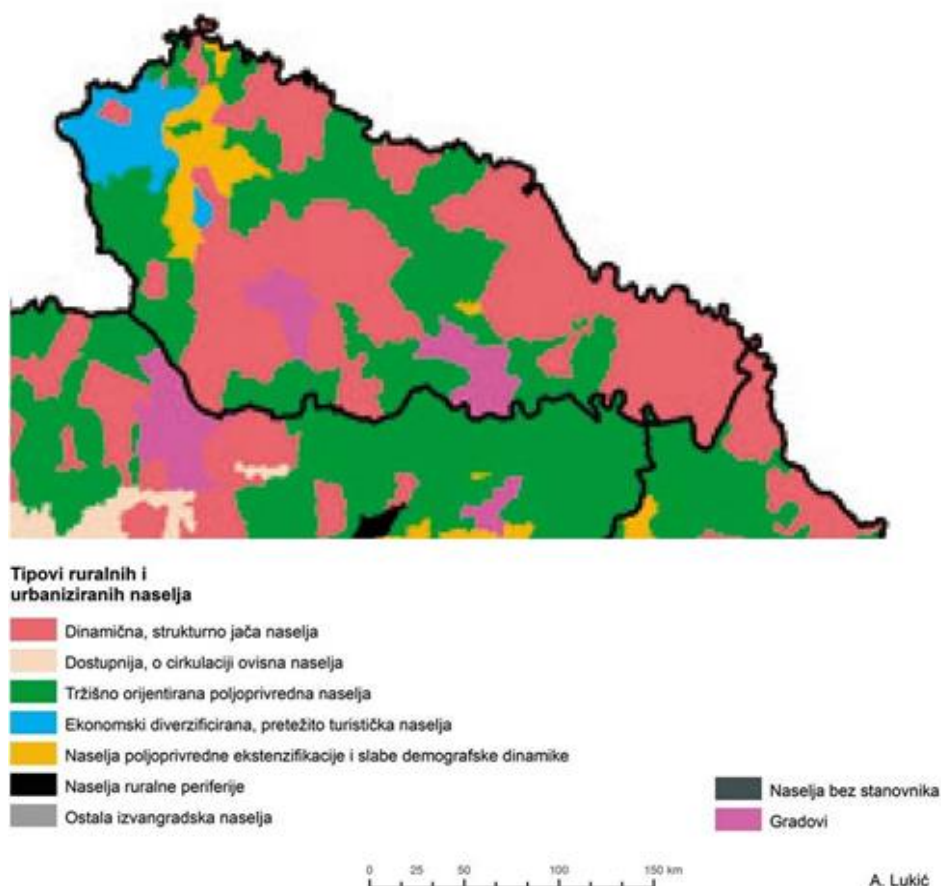 Tipovi ruralnih i
urbaniziranih naselja
Dinamična, strukturno jača naselja
Dostupnija, o cirkulaciji ovisna naselja
Tržišno orijentirana poljoprivredna naselja
Ekonomski diverzificirana, pretežito turistička naselja
Naselja poljoprivredne ekstenzifikacije i slabe demografske dinamike
Naselja ruralne periferije
Ostala izvangradska naselja
Naselja bez stanovnika
Gradovi
0 25 50 100 150 km
A. Lukić